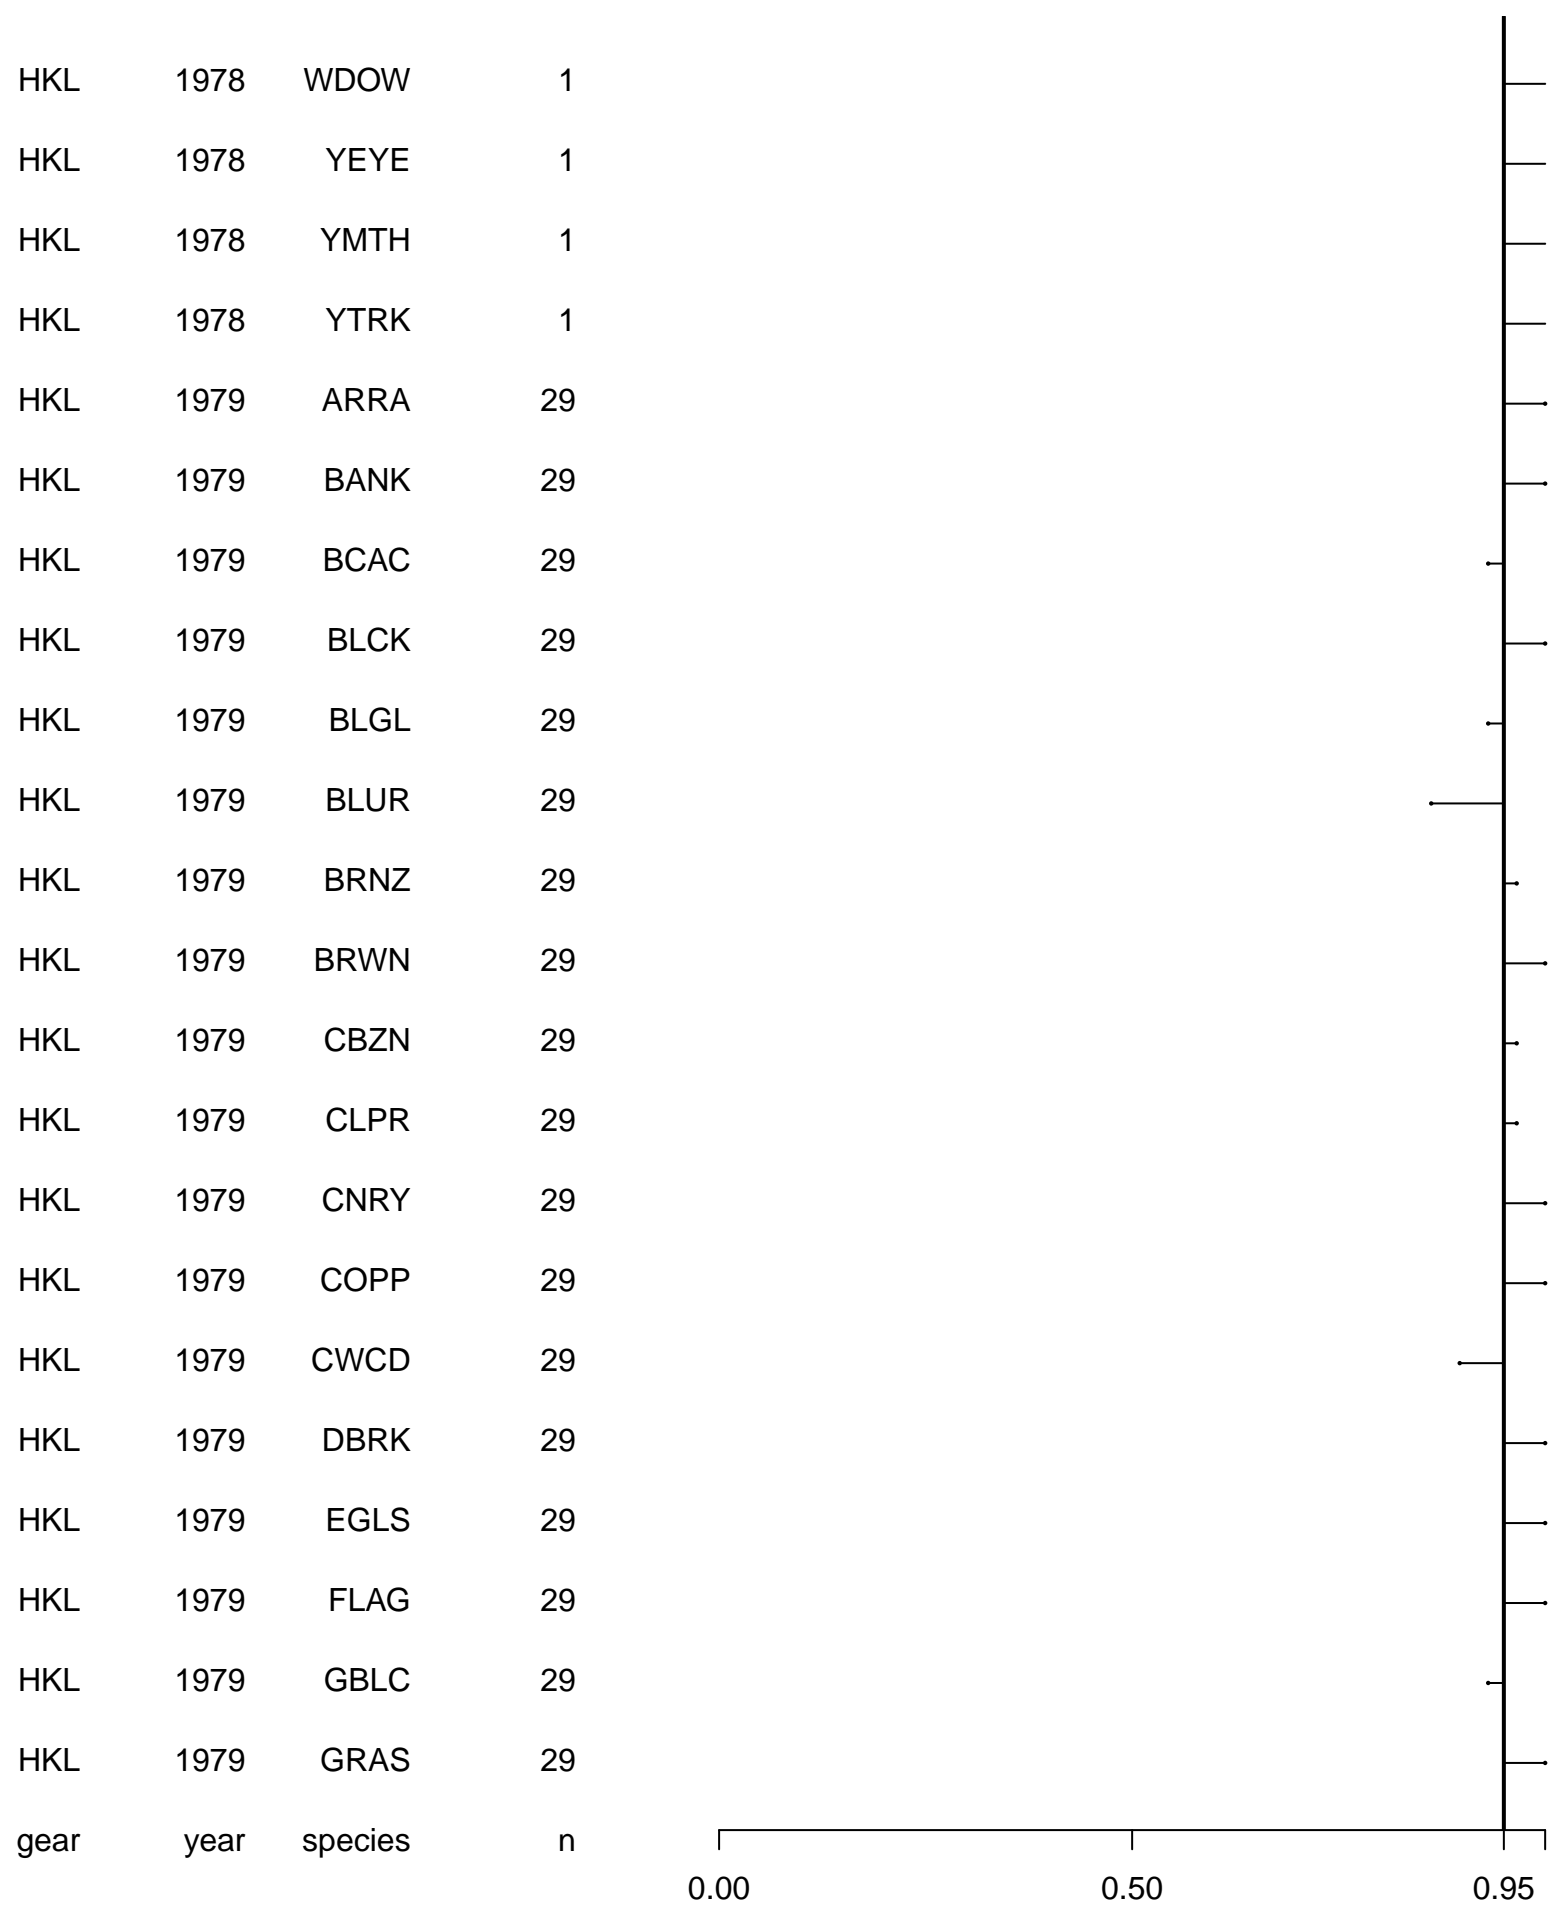 HKL 1978 WDOW 1
HKL 1978 YEYE 1
HKL 1978 YMTH 1
HKL 1978 YTRK 1
HKL 1979 ARRA 29
HKL 1979 BANK 29
HKL 1979 BCAC 29
HKL 1979 BLCK 29
HKL 1979 BLGL 29
HKL 1979 BLUR 29
HKL 1979 BRNZ 29
HKL 1979 BRWN 29
HKL 1979 CBZN 29
HKL 1979 CLPR 29
HKL 1979 CNRY 29
HKL 1979 COPP 29
HKL 1979 CWCD 29
HKL 1979 DBRK 29
HKL 1979 EGLS 29
HKL 1979 FLAG 29
HKL 1979 GBLC 29
HKL 1979 GRAS 29
gear year species n
0.00 0.50 0.95